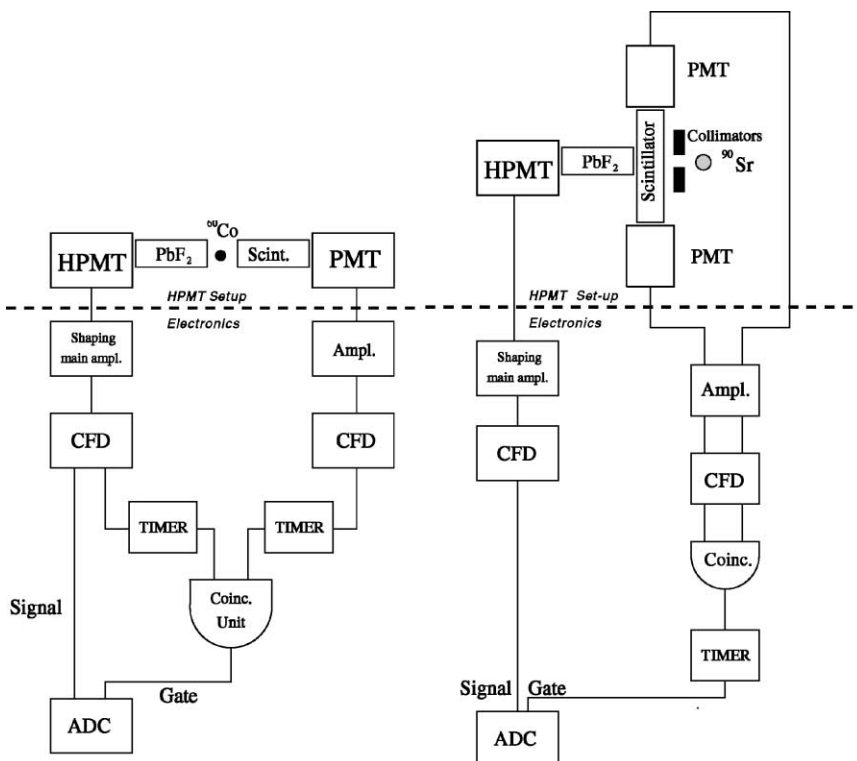 ⁶⁰Co
HPMT
PbF₂
Scint.
PMT
HPMT Setup
Electronics
Shaping
main ampl.
Ampl.
CFD
CFD
TIMER
TIMER
Coinc.
Unit
Signal
Gate
ADC
PMT
Collimators
⁹⁰Sr
Scintillator
HPMT
PbF₂
PMT
HPMT Set-up
Electronics
Shaping
main ampl.
Ampl.
CFD
CFD
Coinc.
TIMER
Signal
Gate
ADC